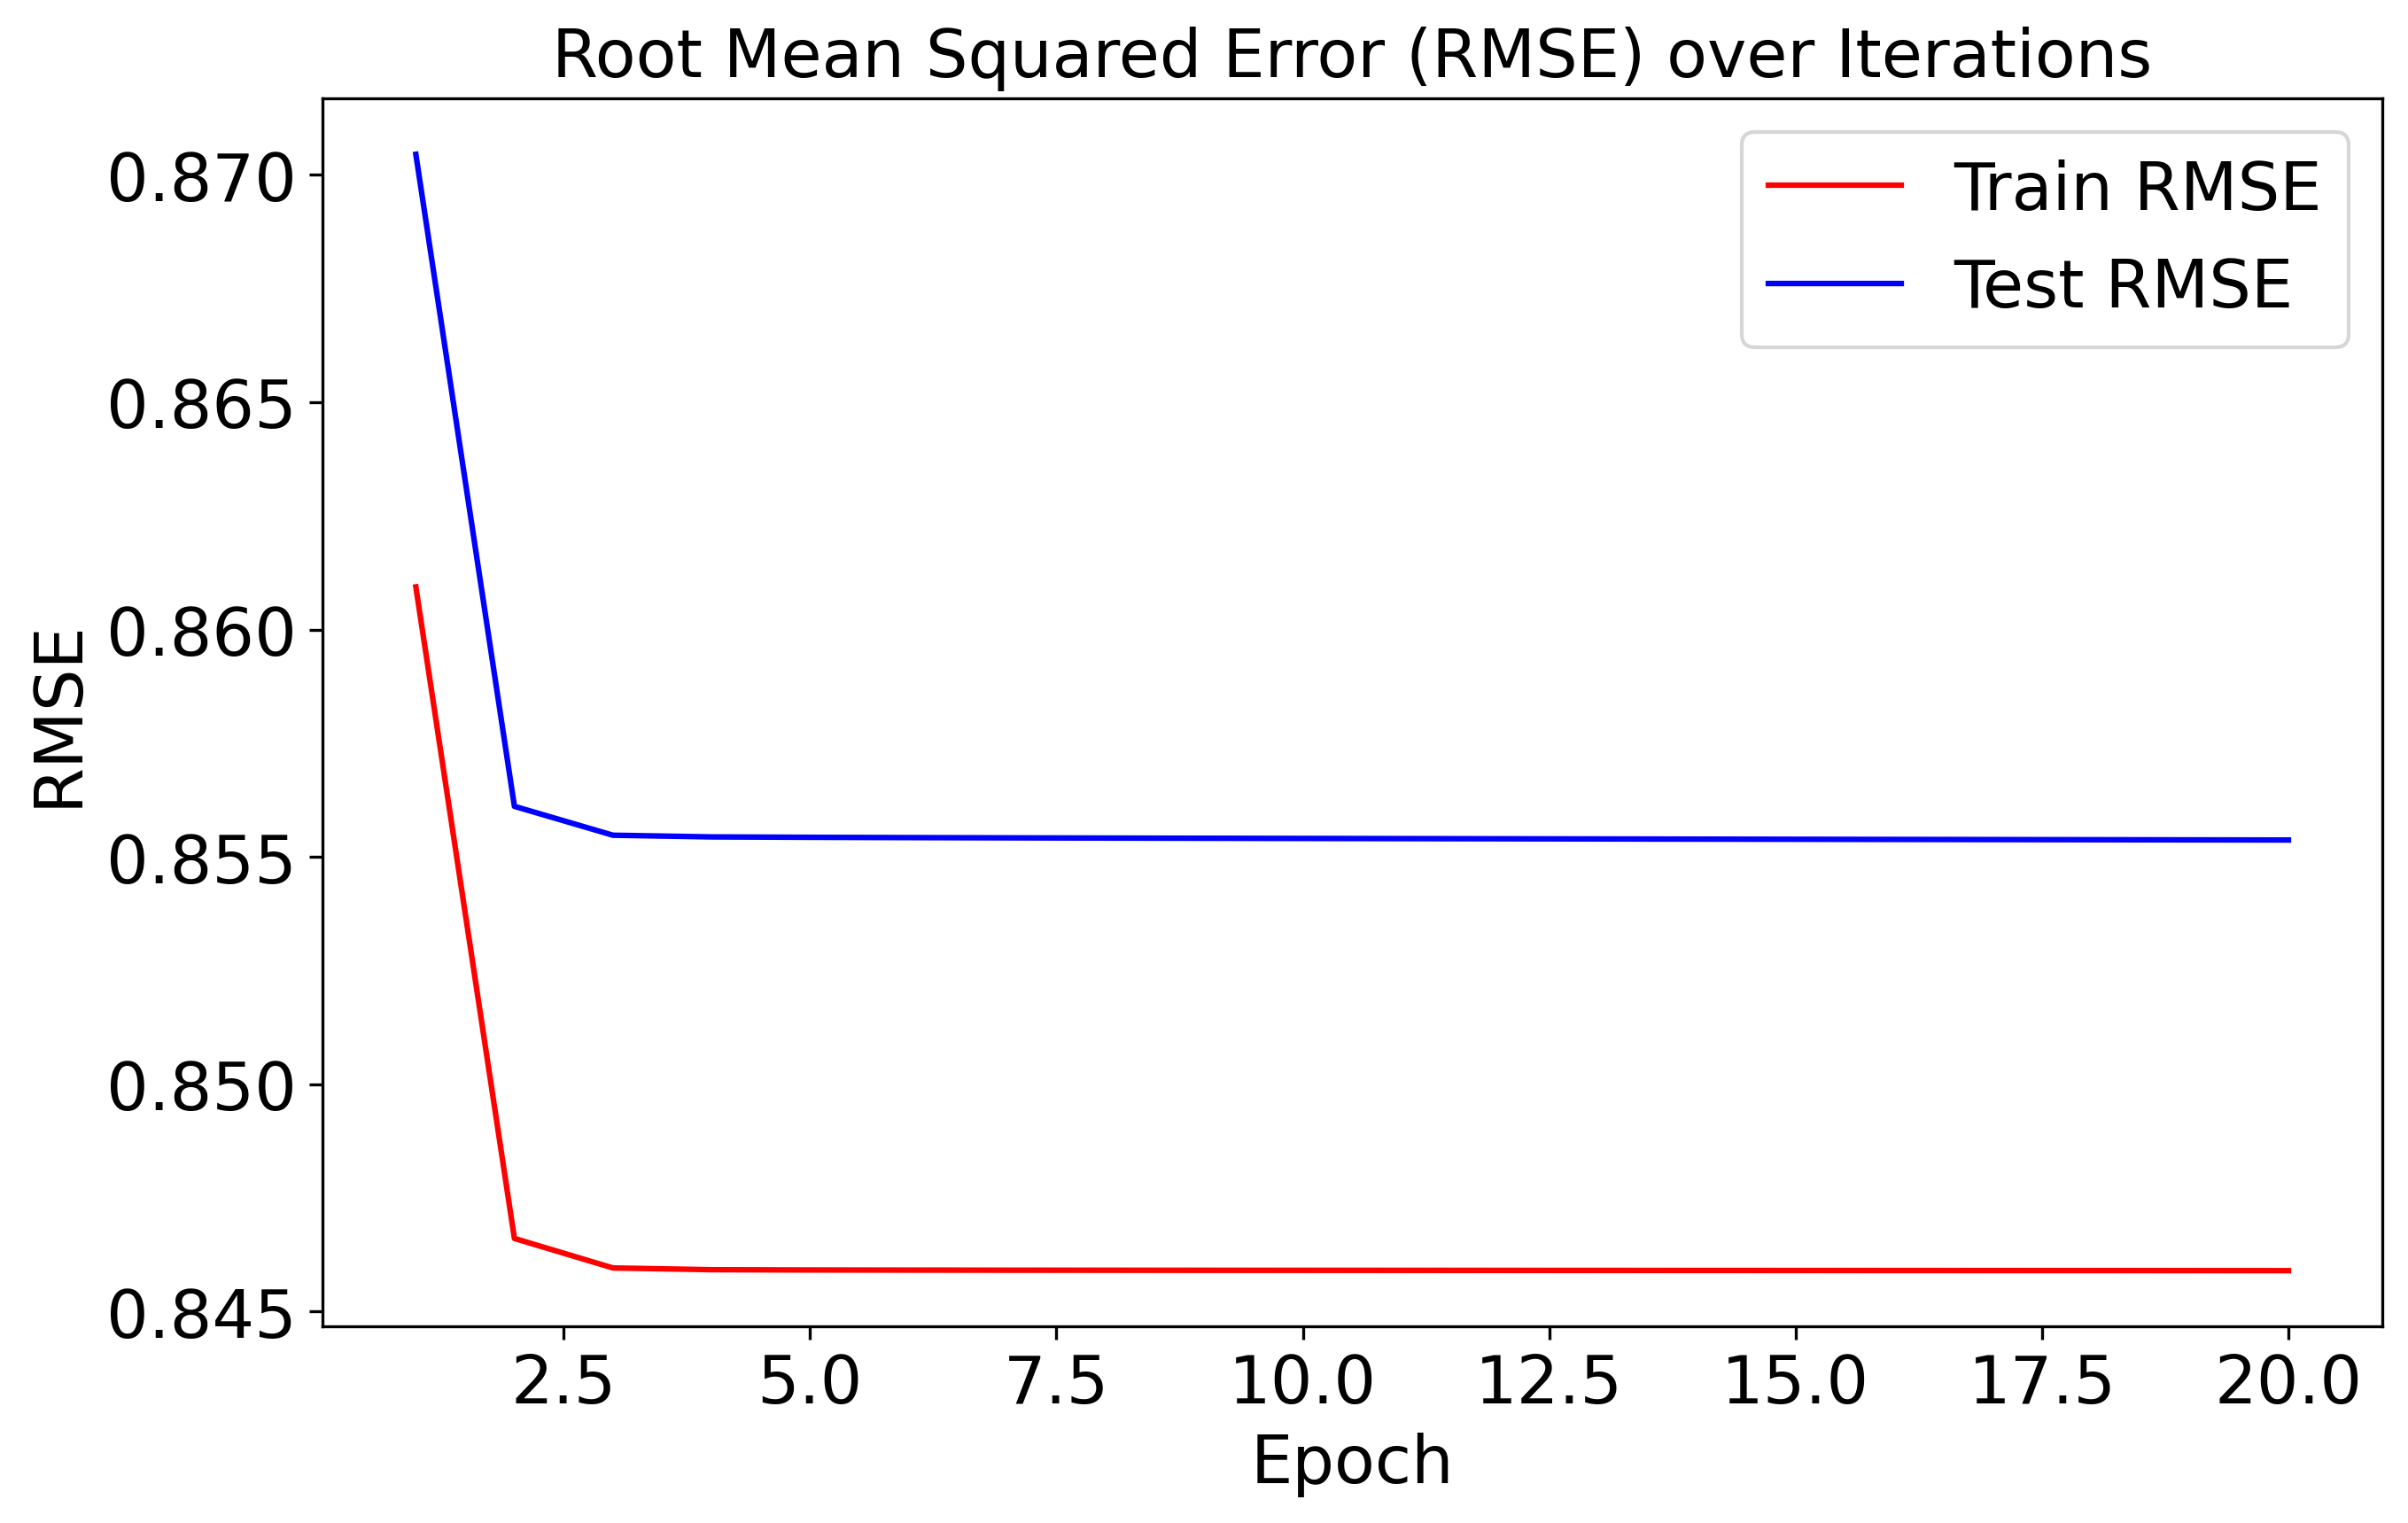 Root Mean Squared Error (RMSE) over Iterations
Train RMSE
Test RMSE
0.870
0.865
0.860
0.855
0.850
0.845
RMSE
2.5 5.0 7.5 10.0 12.5 15.0 17.5 20.0
Epoch